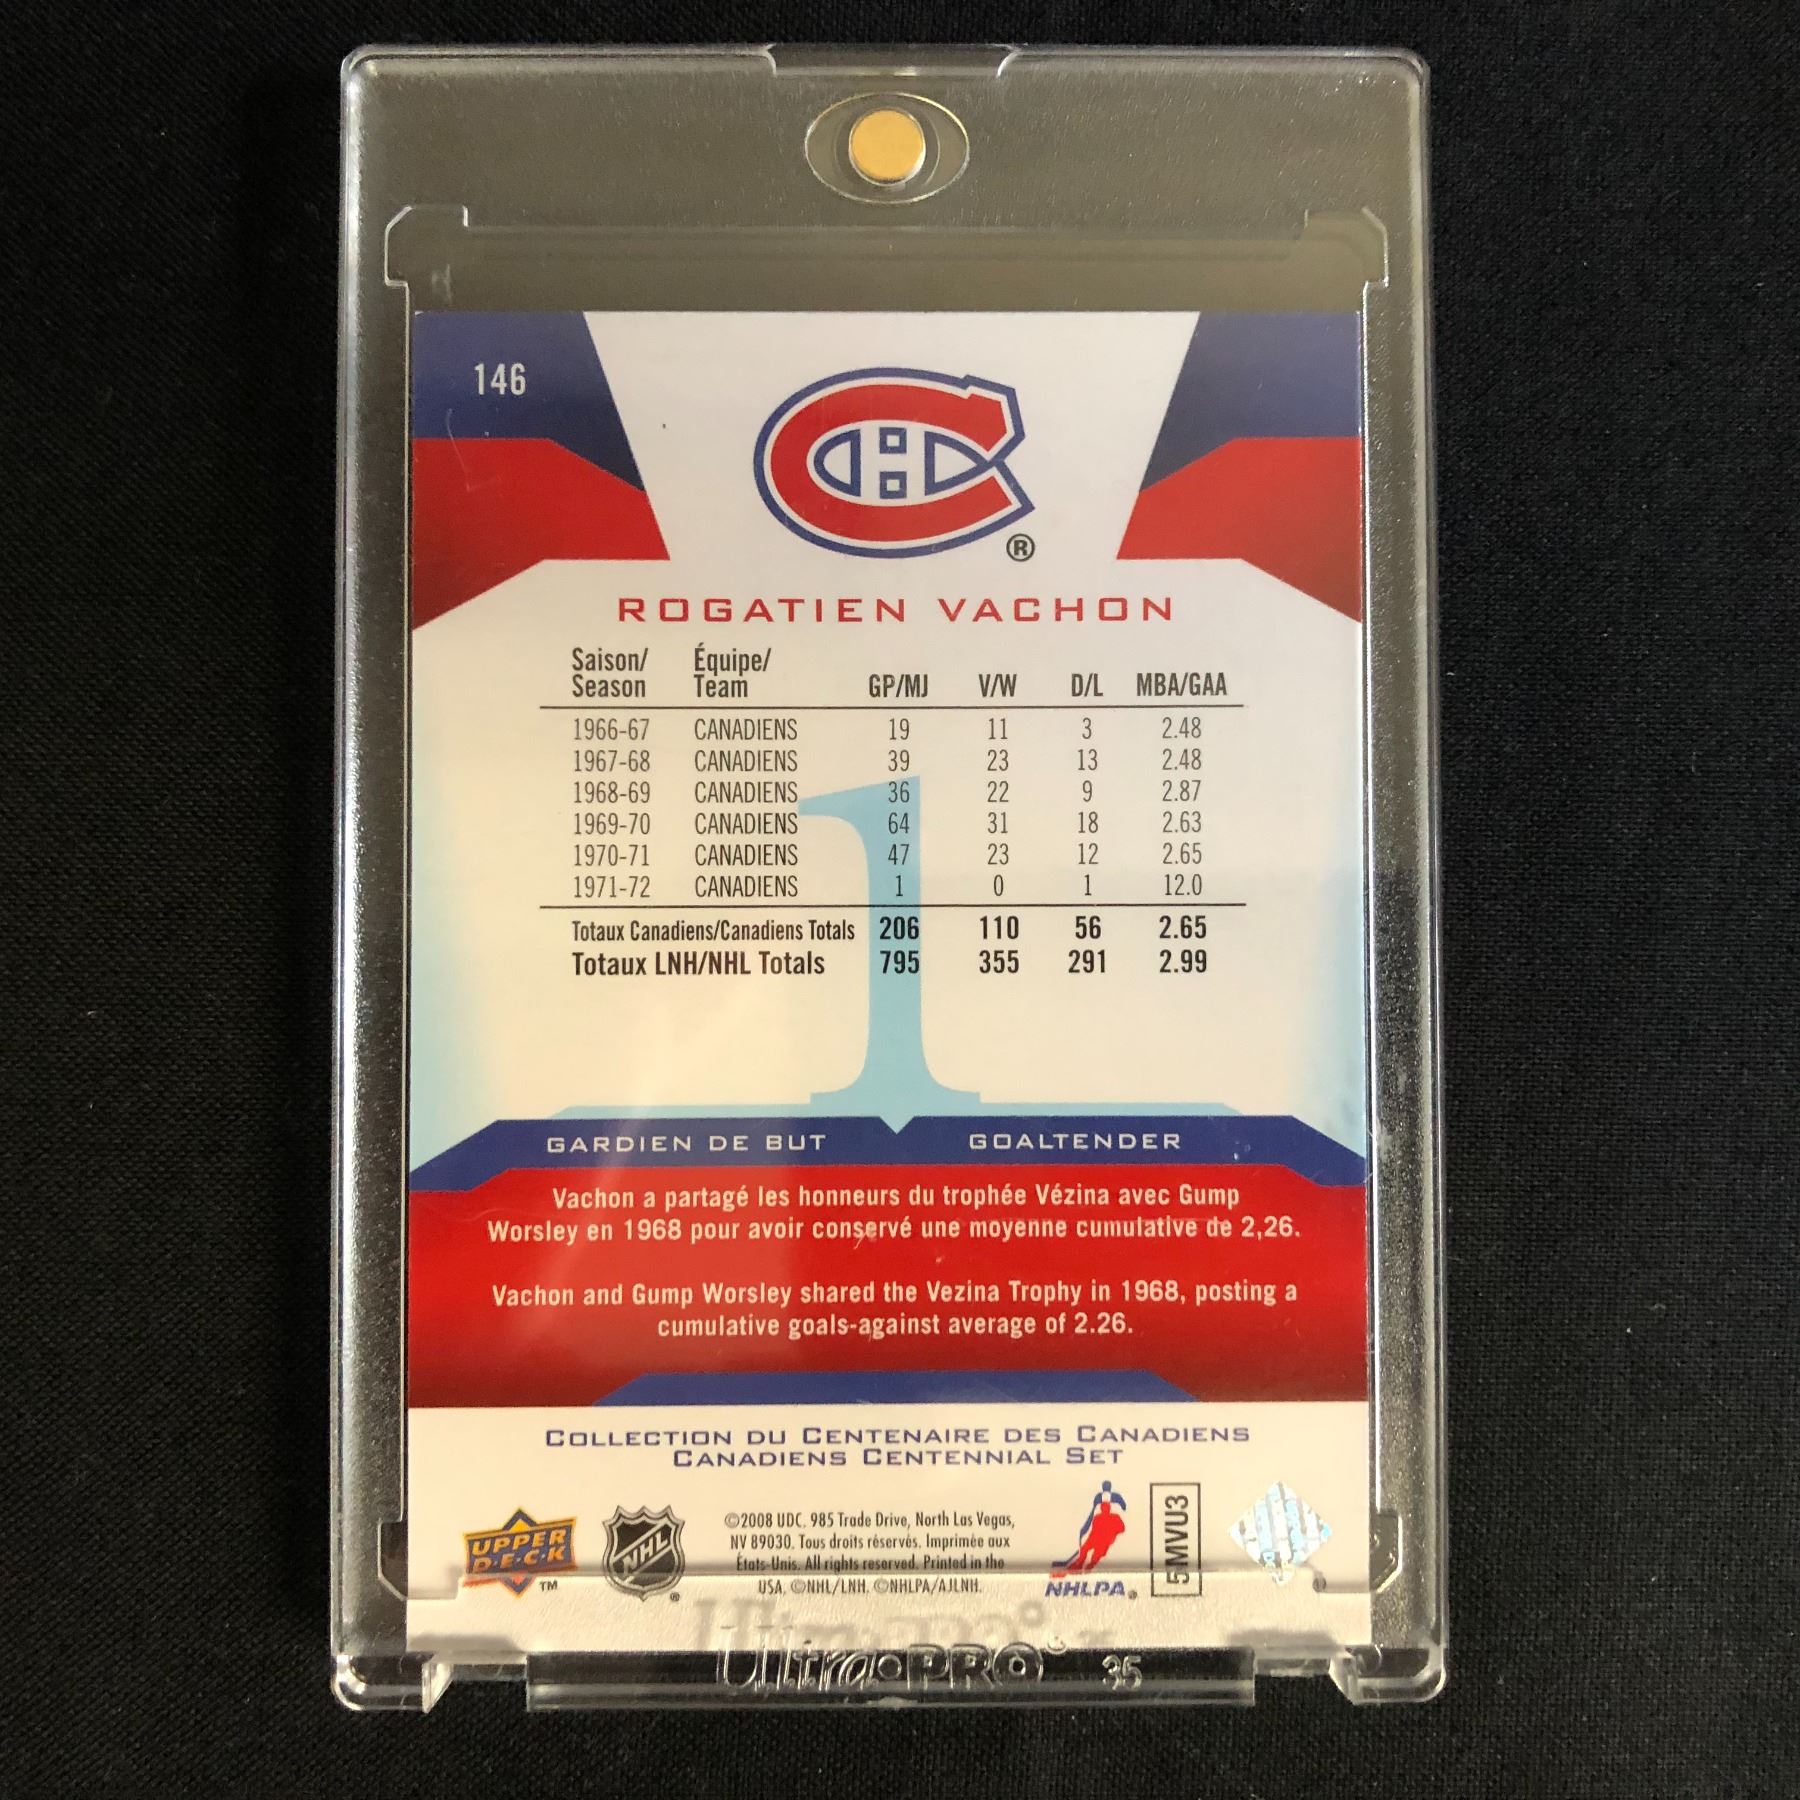 146
®
ROGATIEN VACHON
Saison/ Équipe/
Season Team GP/MJ V/W D/L MBA/GAA
1966-67 CANADIENS 19 11 3 2.48
1967-68 CANADIENS 39 23 13 2.48
1968-69 CANADIENS 36 22 9 2.87
1969-70 CANADIENS 64 31 18 2.63
1970-71 CANADIENS 47 23 12 2.65
1971-72 CANADIENS 1 0 1 12.0
Totaux Canadiens/Canadiens Totals 206 110 56 2.65
Totaux LNH/NHL Totals 795 355 291 2.99
1
GARDIEN DE BUT GOALTENDER
Vachon a partagé les honneurs du trophée Vézina avec Gump
Worsley en 1968 pour avoir conservé une moyenne cumulative de 2,26.
Vachon and Gump Worsley shared the Vezina Trophy in 1968, posting a
cumulative goals-against average of 2.26.
COLLECTION DU CENTENAIRE DES CANADIENS
CANADIENS CENTENNIAL SET
UPPER
D·E·C·K
TM
NHL
®
©2008 UDC. 985 Trade Drive, North Las Vegas,
NV 89030. Tous droits réservés. Imprimée aux
États-Unis. All rights reserved. Printed in the
USA. ©NHL/LNH. ©NHLPA/AJLNH.
NHLPA®
5MVU3
Ultra·PRO® 35